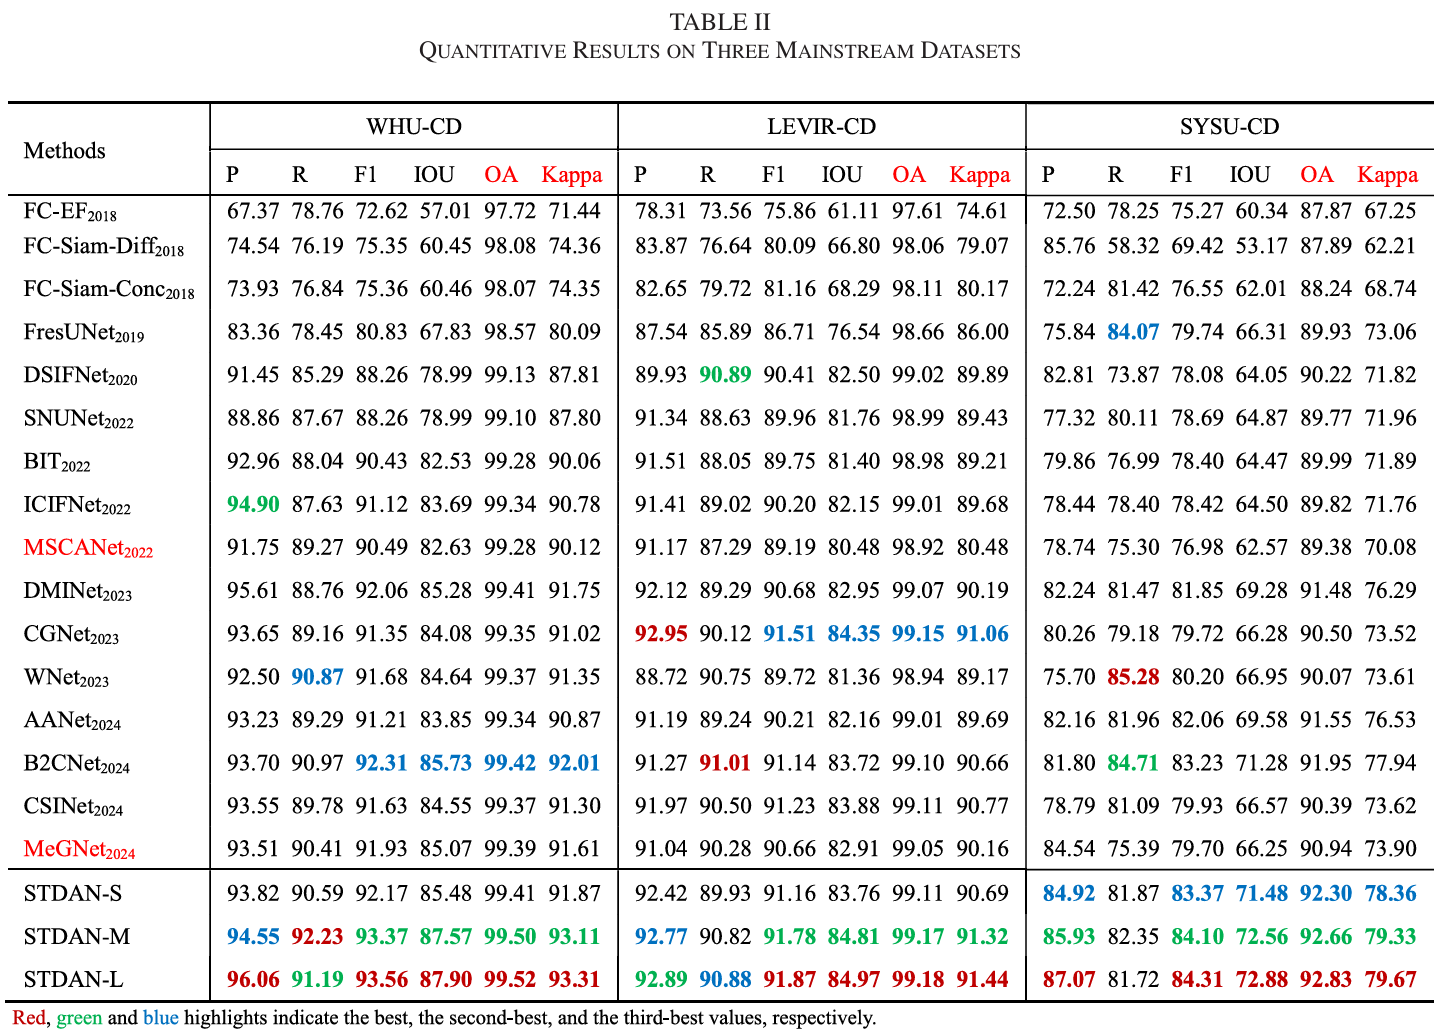 TABLE II
QUANTITATIVE RESULTS ON THREE MAINSTREAM DATASETS
Methods WHU-CD LEVIR-CD SYSU-CD
P R F1 IOU OA Kappa P R F1 IOU OA Kappa P R F1 IOU OA Kappa
FC-EF2018 67.37 78.76 72.62 57.01 97.72 71.44 78.31 73.56 75.86 61.11 97.61 74.61 72.50 78.25 75.27 60.34 87.87 67.25
FC-Siam-Diff2018 74.54 76.19 75.35 60.45 98.08 74.36 83.87 76.64 80.09 66.80 98.06 79.07 85.76 58.32 69.42 53.17 87.89 62.21
FC-Siam-Conc2018 73.93 76.84 75.36 60.46 98.07 74.35 82.65 79.72 81.16 68.29 98.11 80.17 72.24 81.42 76.55 62.01 88.24 68.74
FresUNet2019 83.36 78.45 80.83 67.83 98.57 80.09 87.54 85.89 86.71 76.54 98.66 86.00 75.84 84.07 79.74 66.31 89.93 73.06
DSIFNet2020 91.45 85.29 88.26 78.99 99.13 87.81 89.93 90.89 90.41 82.50 99.02 89.89 82.81 73.87 78.08 64.05 90.22 71.82
SNUNet2022 88.86 87.67 88.26 78.99 99.10 87.80 91.34 88.63 89.96 81.76 98.99 89.43 77.32 80.11 78.69 64.87 89.77 71.96
BIT2022 92.96 88.04 90.43 82.53 99.28 90.06 91.51 88.05 89.75 81.40 98.98 89.21 79.86 76.99 78.40 64.47 89.99 71.89
ICIFNet2022 94.90 87.63 91.12 83.69 99.34 90.78 91.41 89.02 90.20 82.15 99.01 89.68 78.44 78.40 78.42 64.50 89.82 71.76
MSCANet2022 91.75 89.27 90.49 82.63 99.28 90.12 91.17 87.29 89.19 80.48 98.92 80.48 78.74 75.30 76.98 62.57 89.38 70.08
DMINet2023 95.61 88.76 92.06 85.28 99.41 91.75 92.12 89.29 90.68 82.95 99.07 90.19 82.24 81.47 81.85 69.28 91.48 76.29
CGNet2023 93.65 89.16 91.35 84.08 99.35 91.02 92.95 90.12 91.51 84.35 99.15 91.06 80.26 79.18 79.72 66.28 90.50 73.52
WNet2023 92.50 90.87 91.68 84.64 99.37 91.35 88.72 90.75 89.72 81.36 98.94 89.17 75.70 85.28 80.20 66.95 90.07 73.61
AANet2024 93.23 89.29 91.21 83.85 99.34 90.87 91.19 89.24 90.21 82.16 99.01 89.69 82.16 81.96 82.06 69.58 91.55 76.53
B2CNet2024 93.70 90.97 92.31 85.73 99.42 92.01 91.27 91.01 91.14 83.72 99.10 90.66 81.80 84.71 83.23 71.28 91.95 77.94
CSINet2024 93.55 89.78 91.63 84.55 99.37 91.30 91.97 90.50 91.23 83.88 99.11 90.77 78.79 81.09 79.93 66.57 90.39 73.62
MeGNet2024 93.51 90.41 91.93 85.07 99.39 91.61 91.04 90.28 90.66 82.91 99.05 90.16 84.54 75.39 79.70 66.25 90.94 73.90
STDAN-S 93.82 90.59 92.17 85.48 99.41 91.87 92.42 89.93 91.16 83.76 99.11 90.69 84.92 81.87 83.37 71.48 92.30 78.36
STDAN-M 94.55 92.23 93.37 87.57 99.50 93.11 92.77 90.82 91.78 84.81 99.17 91.32 85.93 82.35 84.10 72.56 92.66 79.33
STDAN-L 96.06 91.19 93.56 87.90 99.52 93.31 92.89 90.88 91.87 84.97 99.18 91.44 87.07 81.72 84.31 72.88 92.83 79.67
Red, green and blue highlights indicate the best, the second-best, and the third-best values, respectively.